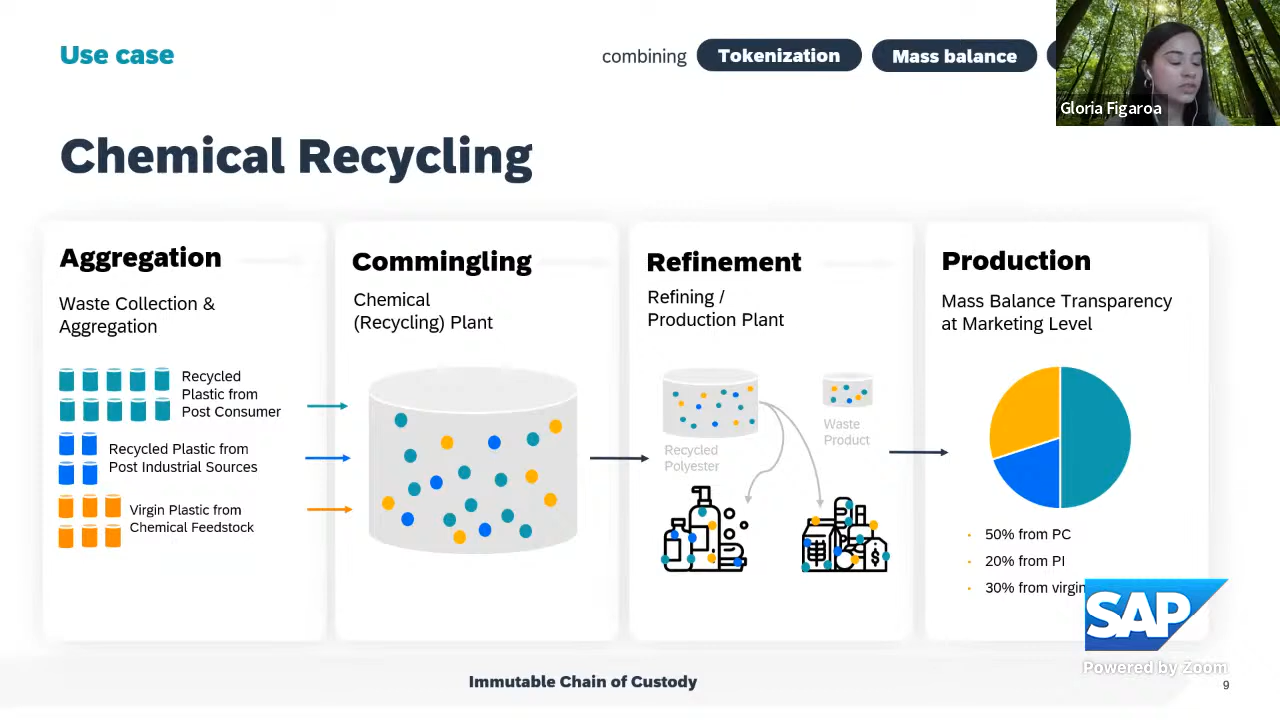 Use case
combining Tokenization Mass balance
Gloria Figaroa
Chemical Recycling
Aggregation
Waste Collection &
Aggregation
Recycled
Plastic from
Post Consumer
Recycled Plastic from
Post Industrial Sources
Virgin Plastic from
Chemical Feedstock
Commingling
Chemical
(Recycling) Plant
Refinement
Refining /
Production Plant
Recycled
Polyester
Waste
Product
$
Production
Mass Balance Transparency
at Marketing Level
50% from PC
20% from PI
30% from virgin
SAP
Powered by Zoom
Immutable Chain of Custody
9